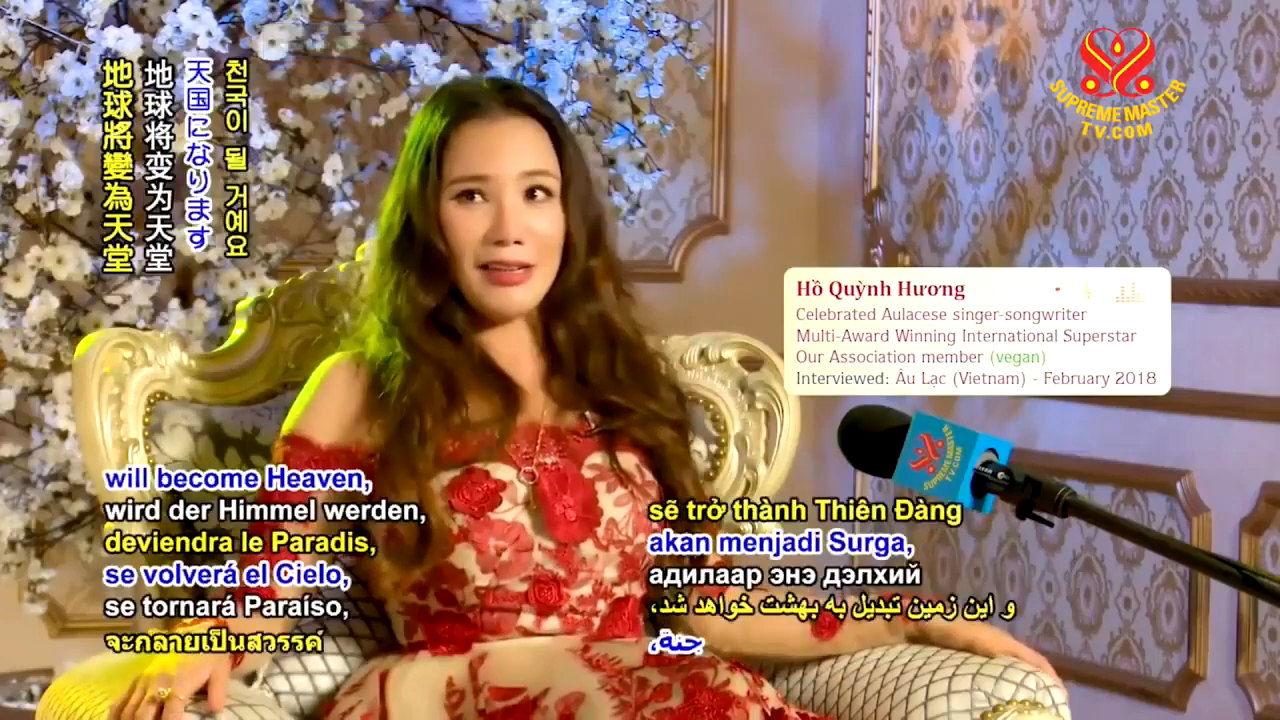 천국이 될 거예요
天国になります
地球将变为天堂
地球將變為天堂
SUPREME MASTER
TV.COM
Hồ Quỳnh Hương
Celebrated Aulacese singer-songwriter
Multi-Award Winning International Superstar
Our Association member (vegan)
Interviewed: Âu Lạc (Vietnam) - February 2018
SUPREME MASTER
TV.COM
will become Heaven,
wird der Himmel werden,
deviendra le Paradis,
se volverá el Cielo,
se tornará Paraíso,
จะกลายเป็นสวรรค์
sẽ trở thành Thiên Đàng
akan menjadi Surga,
адилаар энэ дэлхий
و این زمین تبدیل به بهشت خواهد شد،
جنة،